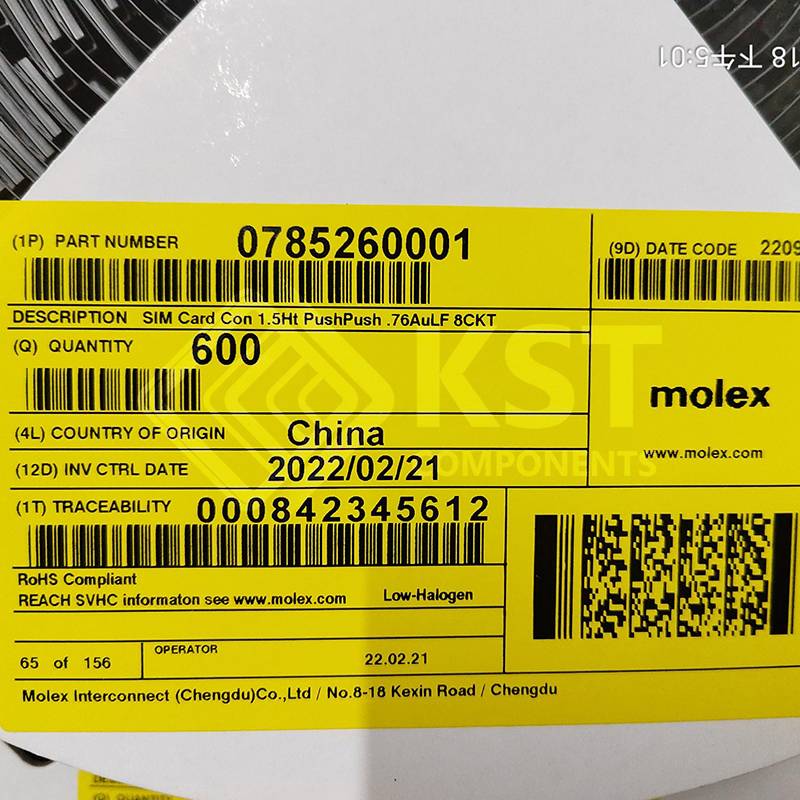 18 下午5:01
(1P) PART NUMBER 0785260001
(9D) DATE CODE 2209
DESCRIPTION SIM Card Con 1.5Ht PushPush .76AuLF 8CKT
(Q) QUANTITY 600
KST
COMPONENTS
molex
www.molex.com
(4L) COUNTRY OF ORIGIN China
(12D) INV CTRL DATE 2022/02/21
(1T) TRACEABILITY 000842345612
RoHS Compliant
REACH SVHC informaton see www.molex.com Low-Halogen
65 of 156
OPERATOR
22.02.21
Molex Interconnect (Chengdu)Co.,Ltd / No.8-18 Kexin Road / Chengdu
(Q) QUANTITY